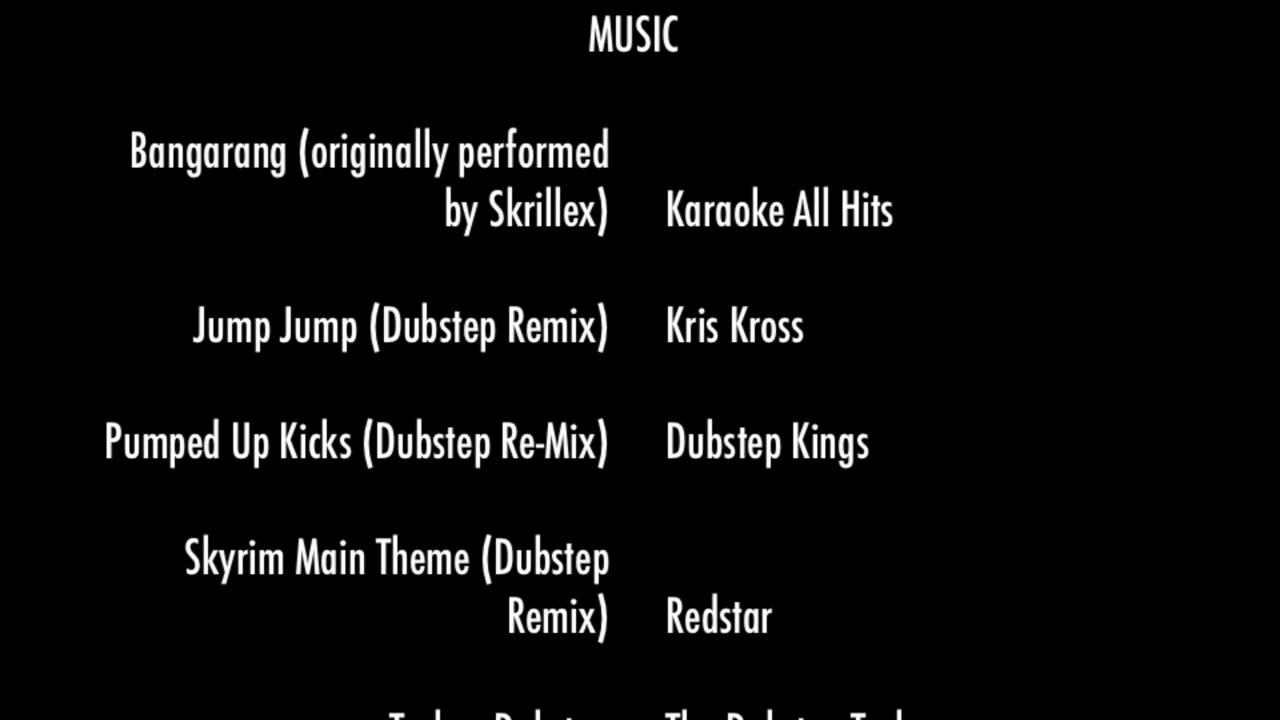 MUSIC
Bangarang (originally performed
by Skrillex) Karaoke All Hits
Jump Jump (Dubstep Remix) Kris Kross
Pumped Up Kicks (Dubstep Re-Mix) Dubstep Kings
Skyrim Main Theme (Dubstep
Remix) Redstar